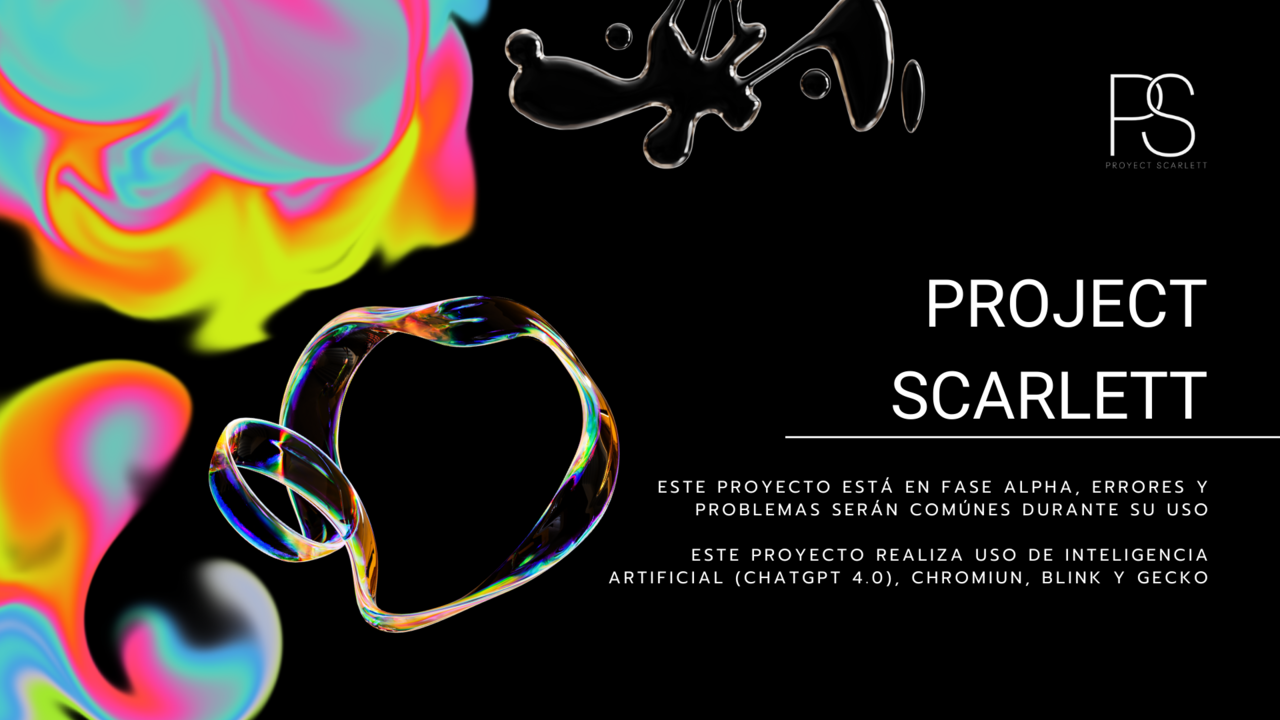 PS
PROYECT SCARLETT
PROJECT
SCARLETT
ESTE PROYECTO ESTÁ EN FASE ALPHA, ERRORES Y
PROBLEMAS SERÁN COMÚNES DURANTE SU USO
ESTE PROYECTO REALIZA USO DE INTELIGENCIA
ARTIFICIAL (CHATGPT 4.0), CHROMIUN, BLINK Y GECKO